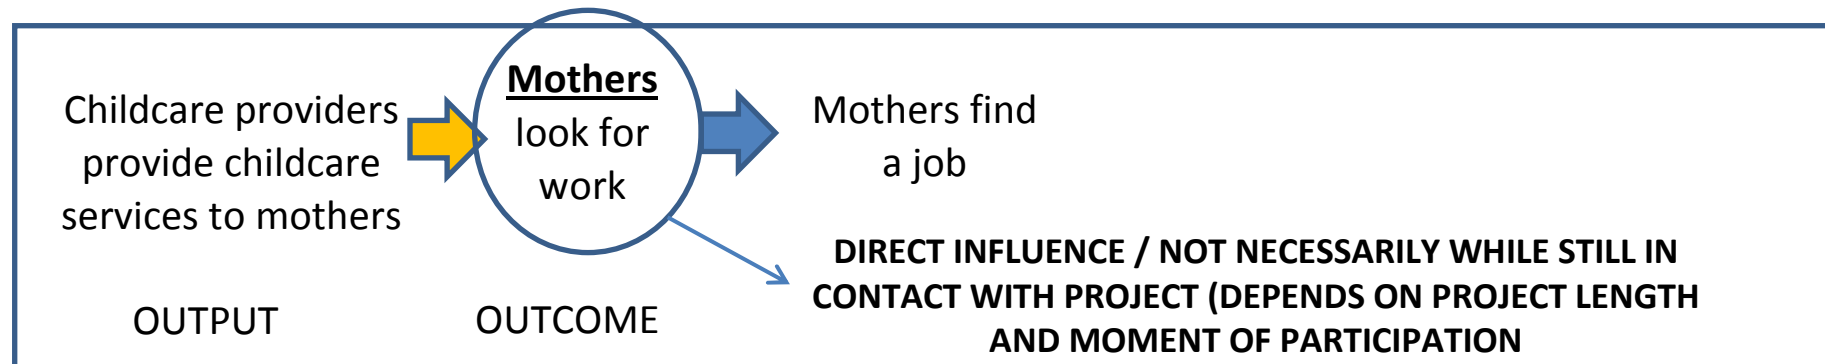 Childcare providers
provide childcare
services to mothers
Mothers
look for
work
Mothers find
a job
DIRECT INFLUENCE / NOT NECESSARILY WHILE STILL IN
CONTACT WITH PROJECT (DEPENDS ON PROJECT LENGTH
AND MOMENT OF PARTICIPATION
OUTPUT
OUTCOME